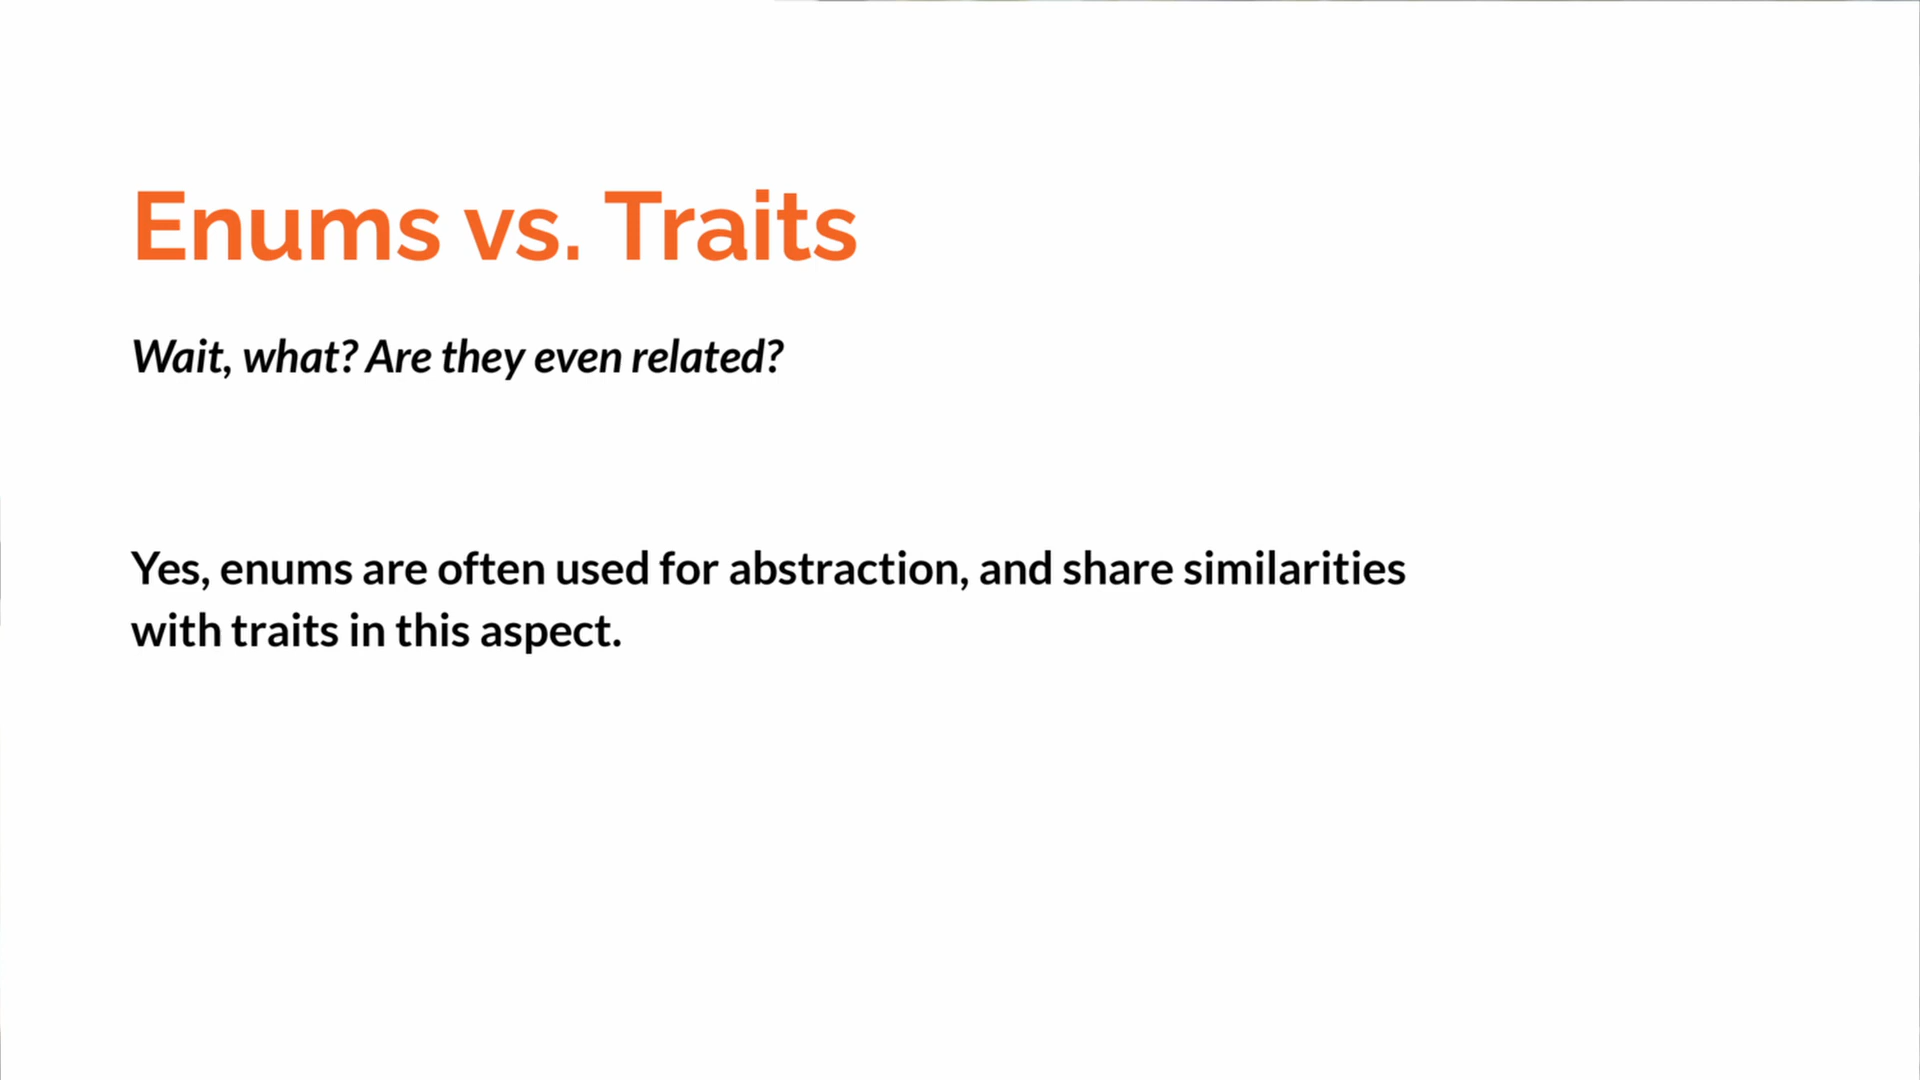 Enums vs. Traits
Wait, what? Are they even related?
Yes, enums are often used for abstraction, and share similarities
with traits in this aspect.